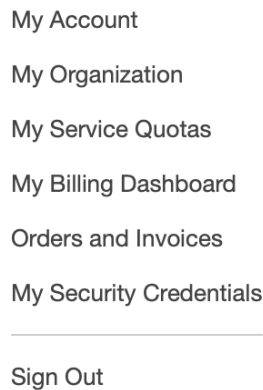 My Account
My Organization
My Service Quotas
My Billing Dashboard
Orders and Invoices
My Security Credentials
Sign Out